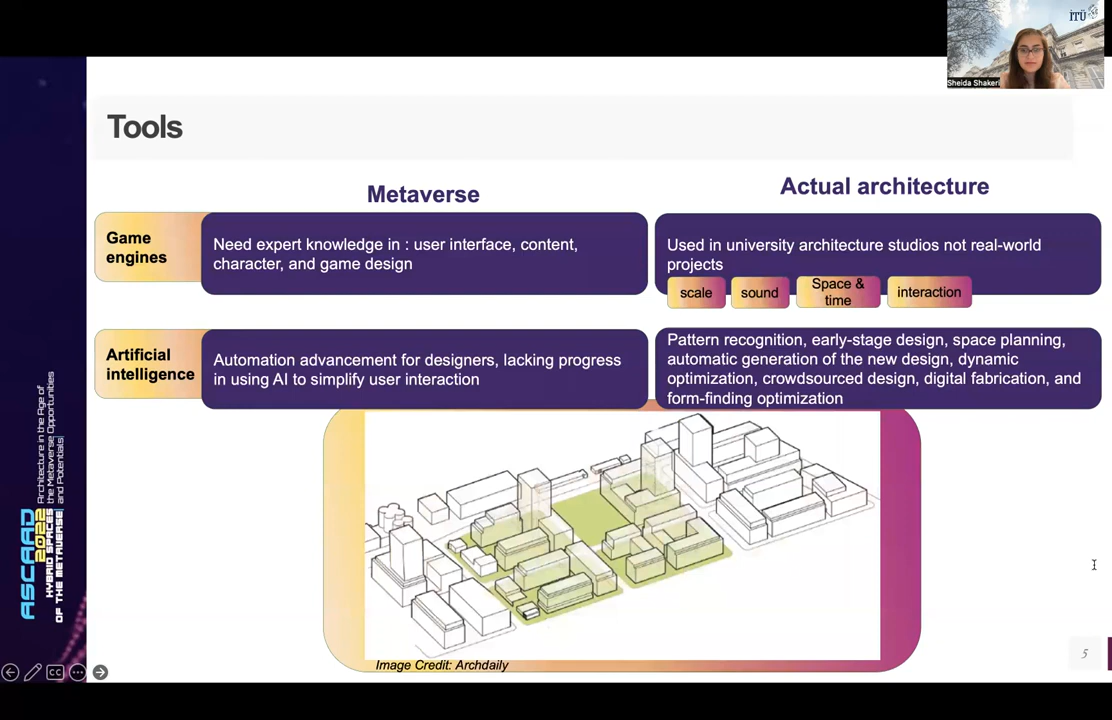 İTÜ
Sheida Shakeri
Tools
Metaverse
Actual architecture
Game
engines
Need expert knowledge in : user interface, content,
character, and game design
Used in university architecture studios not real-world
projects
scale
sound
Space &
time
interaction
Artificial
intelligence
Automation advancement for designers, lacking progress
in using AI to simplify user interaction
Pattern recognition, early-stage design, space planning,
automatic generation of the new design, dynamic
optimization, crowdsourced design, digital fabrication, and
form-finding optimization
Image Credit: Archdaily
5
CC
ASCAAD
2022
HYBRID SPACES
OF THE METAVERSE
Architecture in the Age of
the Metaverse Opportunities
and Potentials